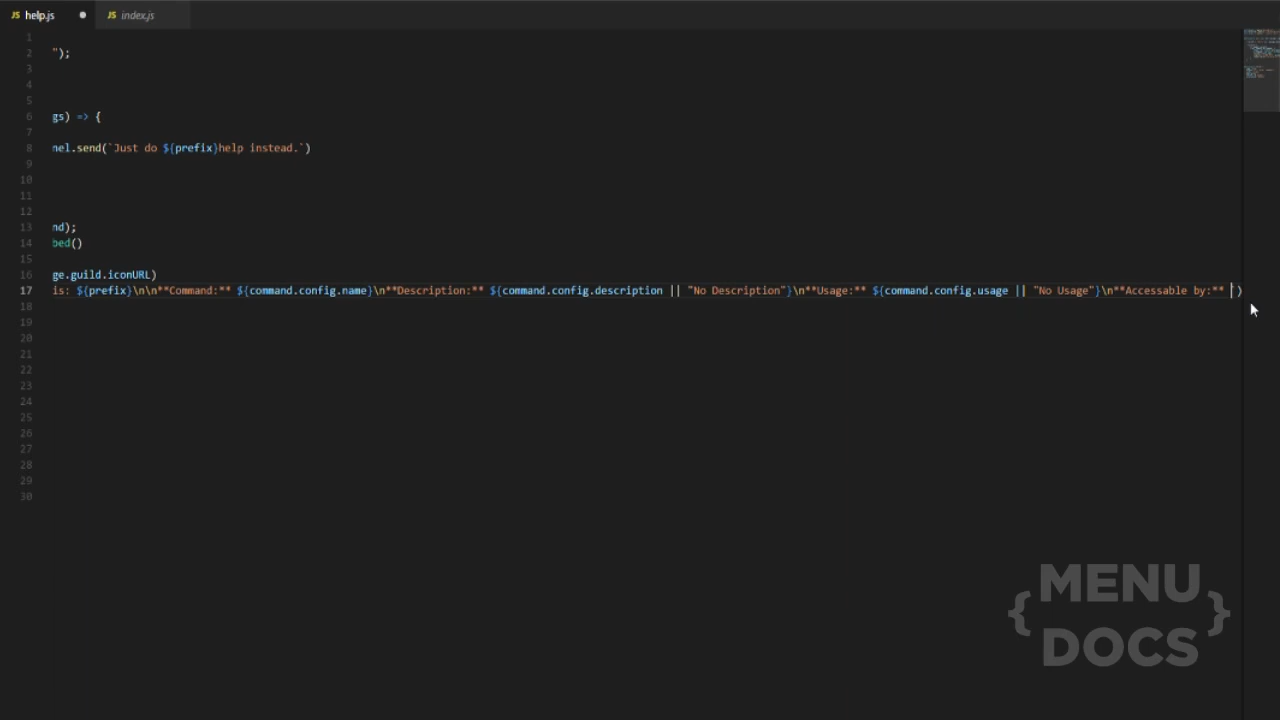 JS help.js
JS index.js
1
2 ");
3
4
5
6 gs) => {
7
8 nel.send(`Just do ${prefix}help instead.`)
9
10
11
12
13 nd);
14 bed()
15
16 ge.guild.iconURL)
17 is: ${prefix}\n\n**Command:** ${command.config.name}\n**Description:** ${command.config.description || "No Description"}\n**Usage:** ${command.config.usage || "No Usage"}\n**Accessable by:** `)
18
19
20
21
22
23
24
25
26
27
28
29
30
{ MENU
DOCS }